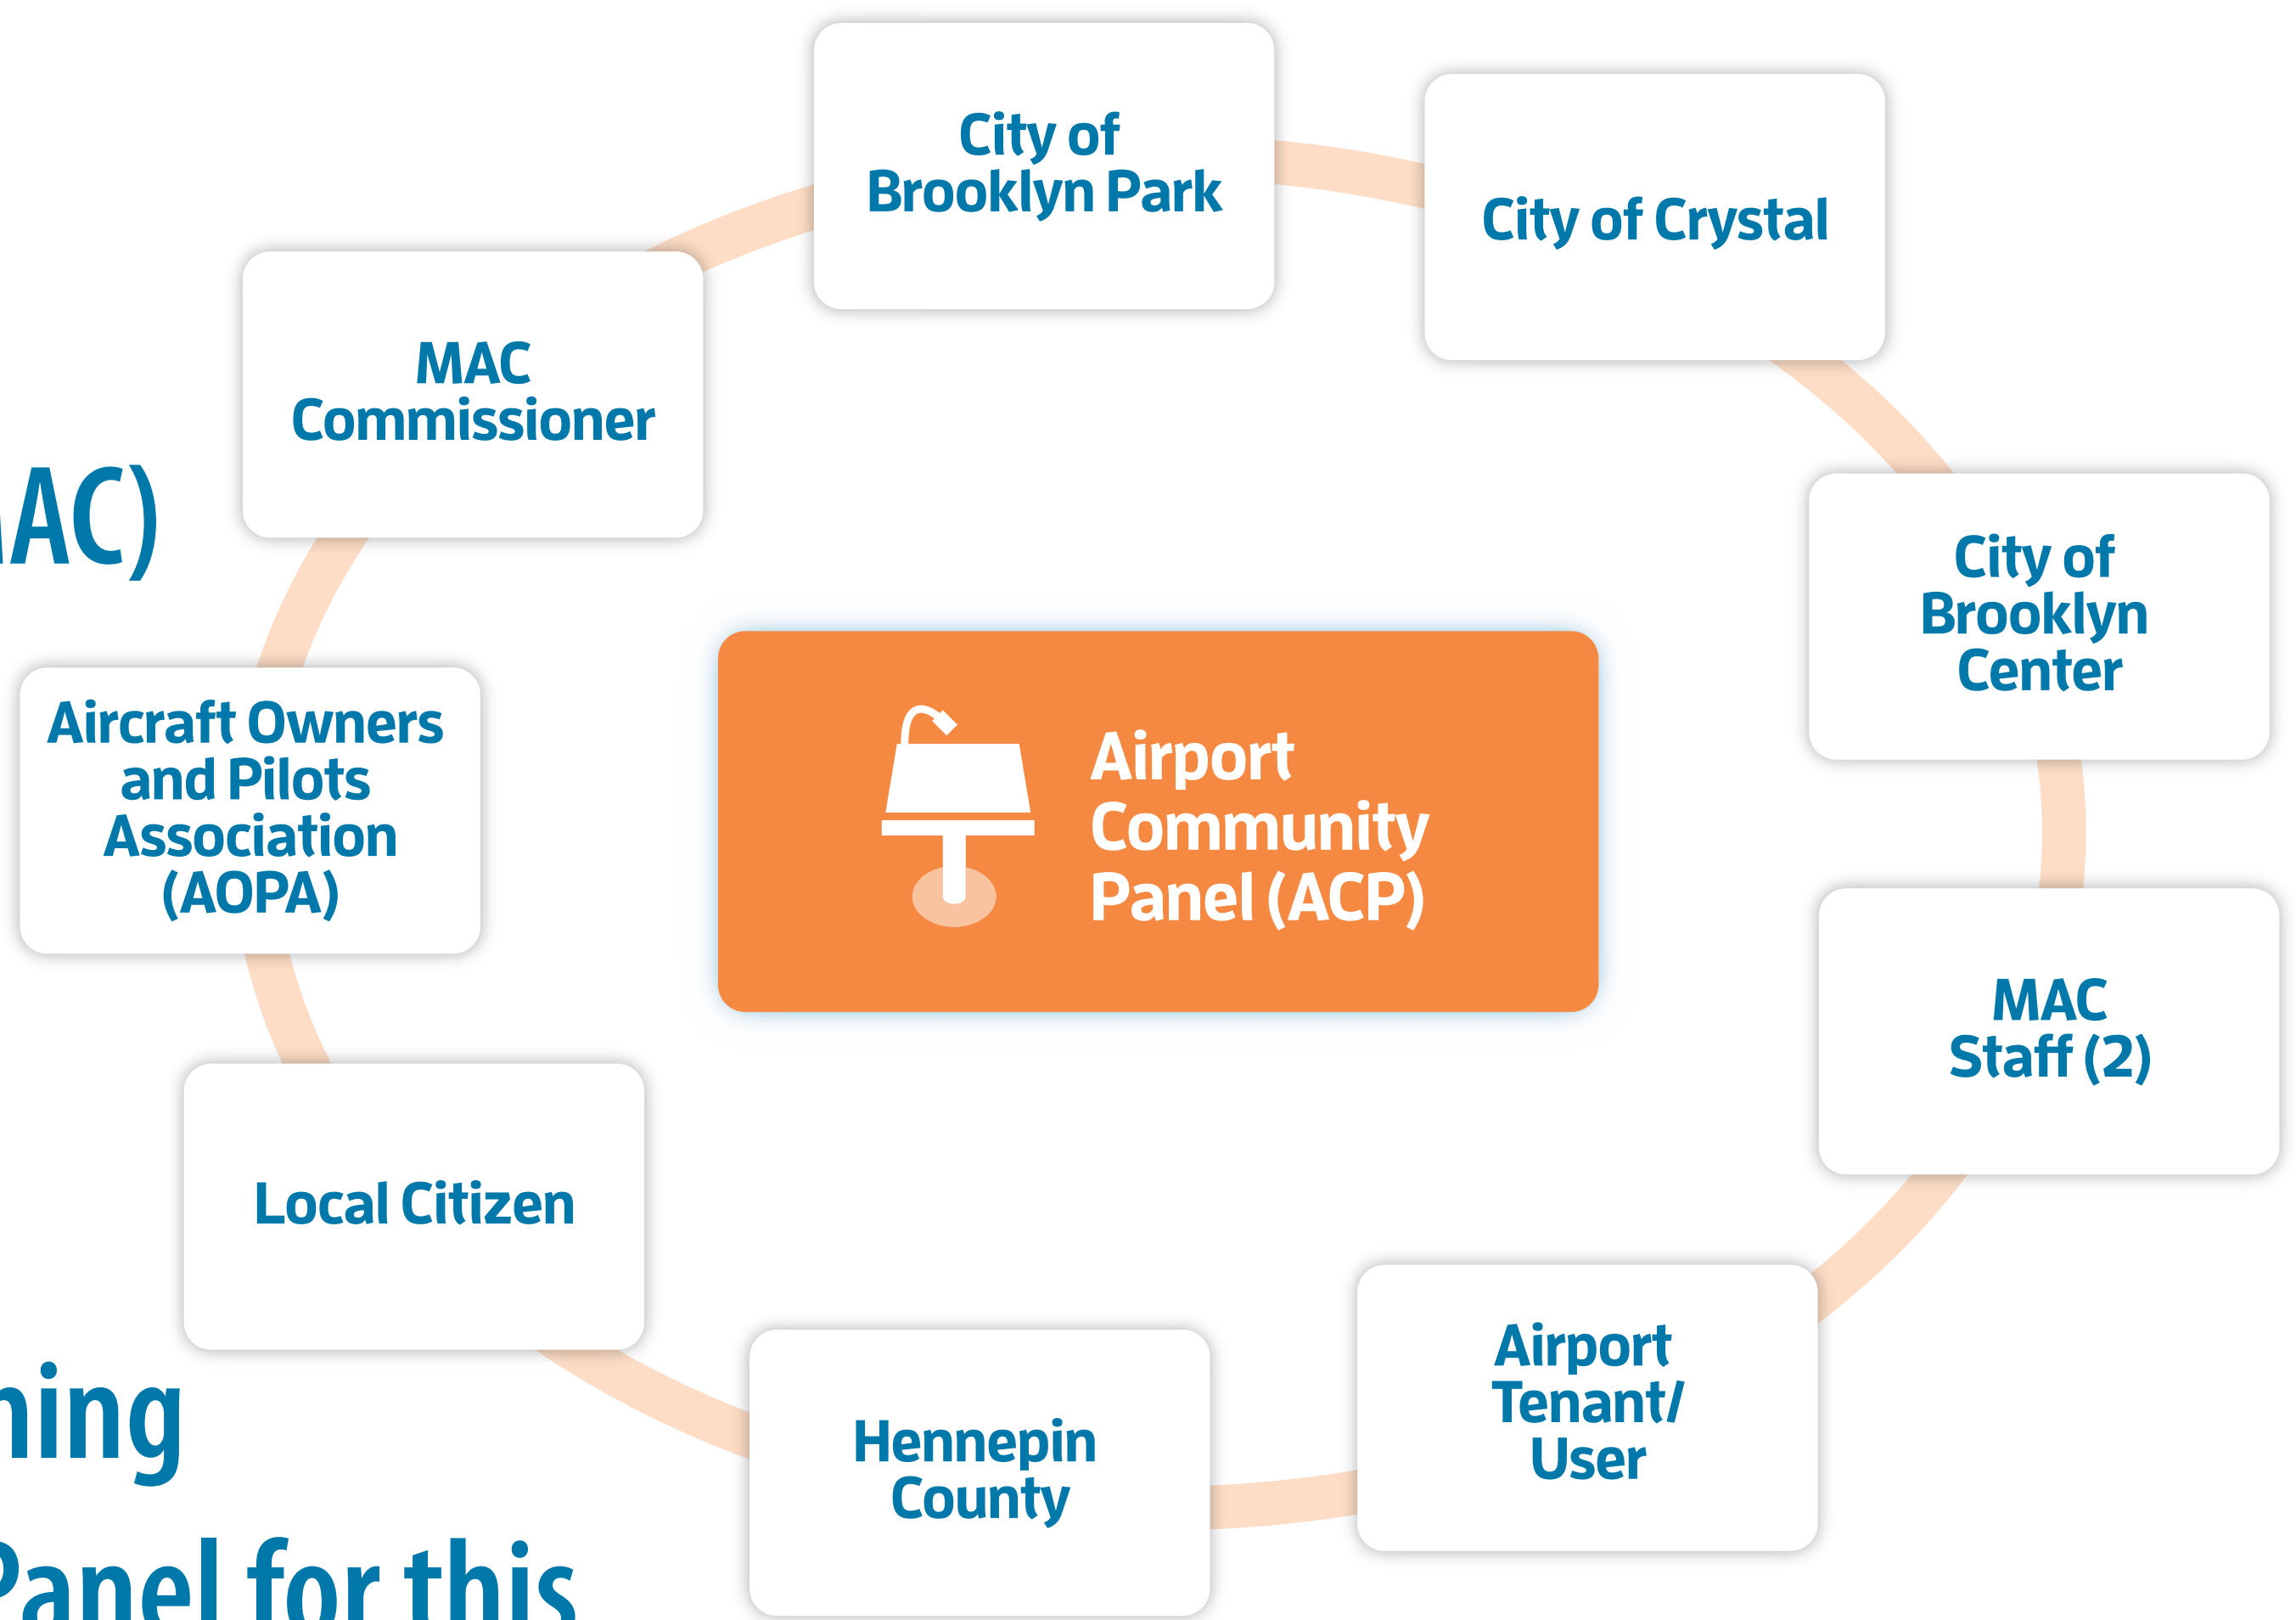 City of
Brooklyn Park
City of Crystal
MAC
Commissioner
AC)
City of
Brooklyn
Center
Aircraft Owners
and Pilots
Association
(AOPA)
Airport
Community
Panel (ACP)
MAC
Staff (2)
Local Citizen
Airport
Tenant/
User
ning
Hennepin
County
Panel for this